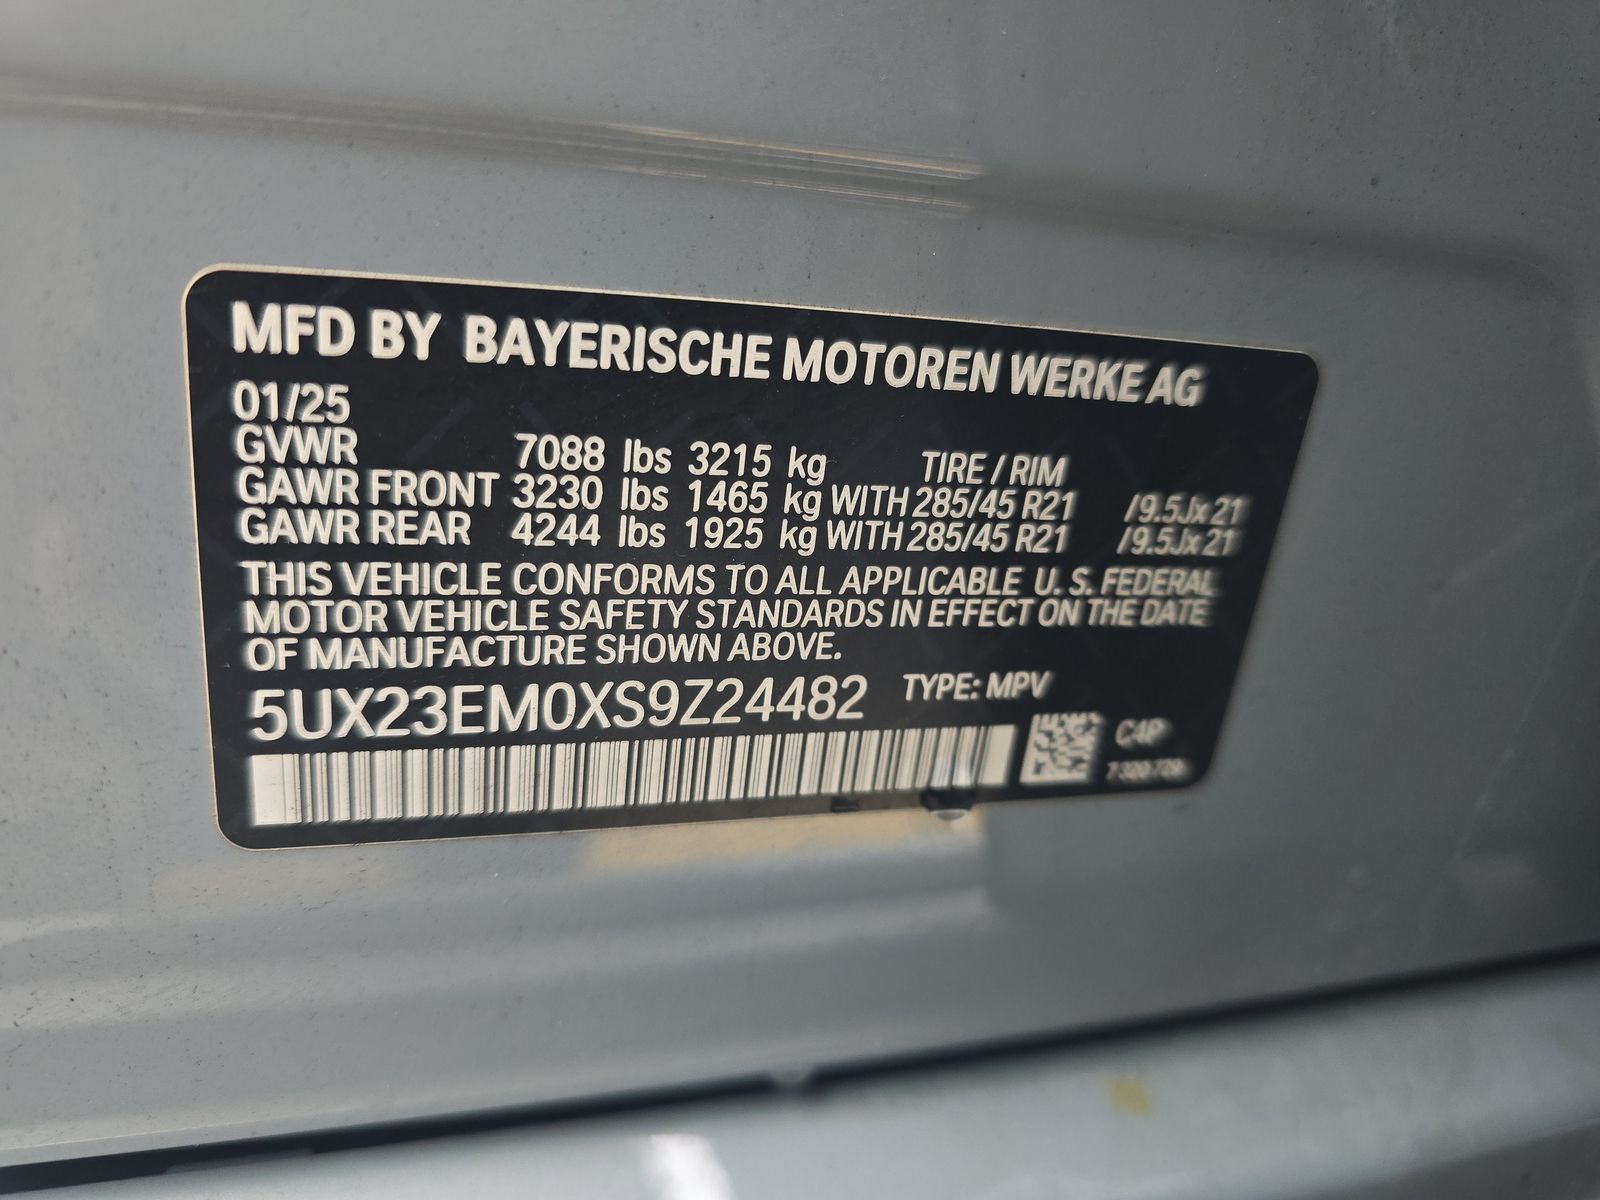 MFD BY BAYERISCHE MOTOREN WERKE AG
01/25
GVWR 7088 lbs 3215 kg TIRE / RIM
GAWR FRONT 3230 lbs 1465 kg WITH 285/45 R21 /9.5Jx21
GAWR REAR 4244 lbs 1925 kg WITH 285/45 R21 /9.5Jx21
THIS VEHICLE CONFORMS TO ALL APPLICABLE U. S. FEDERAL
MOTOR VEHICLE SAFETY STANDARDS IN EFFECT ON THE DATE
OF MANUFACTURE SHOWN ABOVE.
5UX23EM0XS9Z24482 TYPE: MPV
C4P